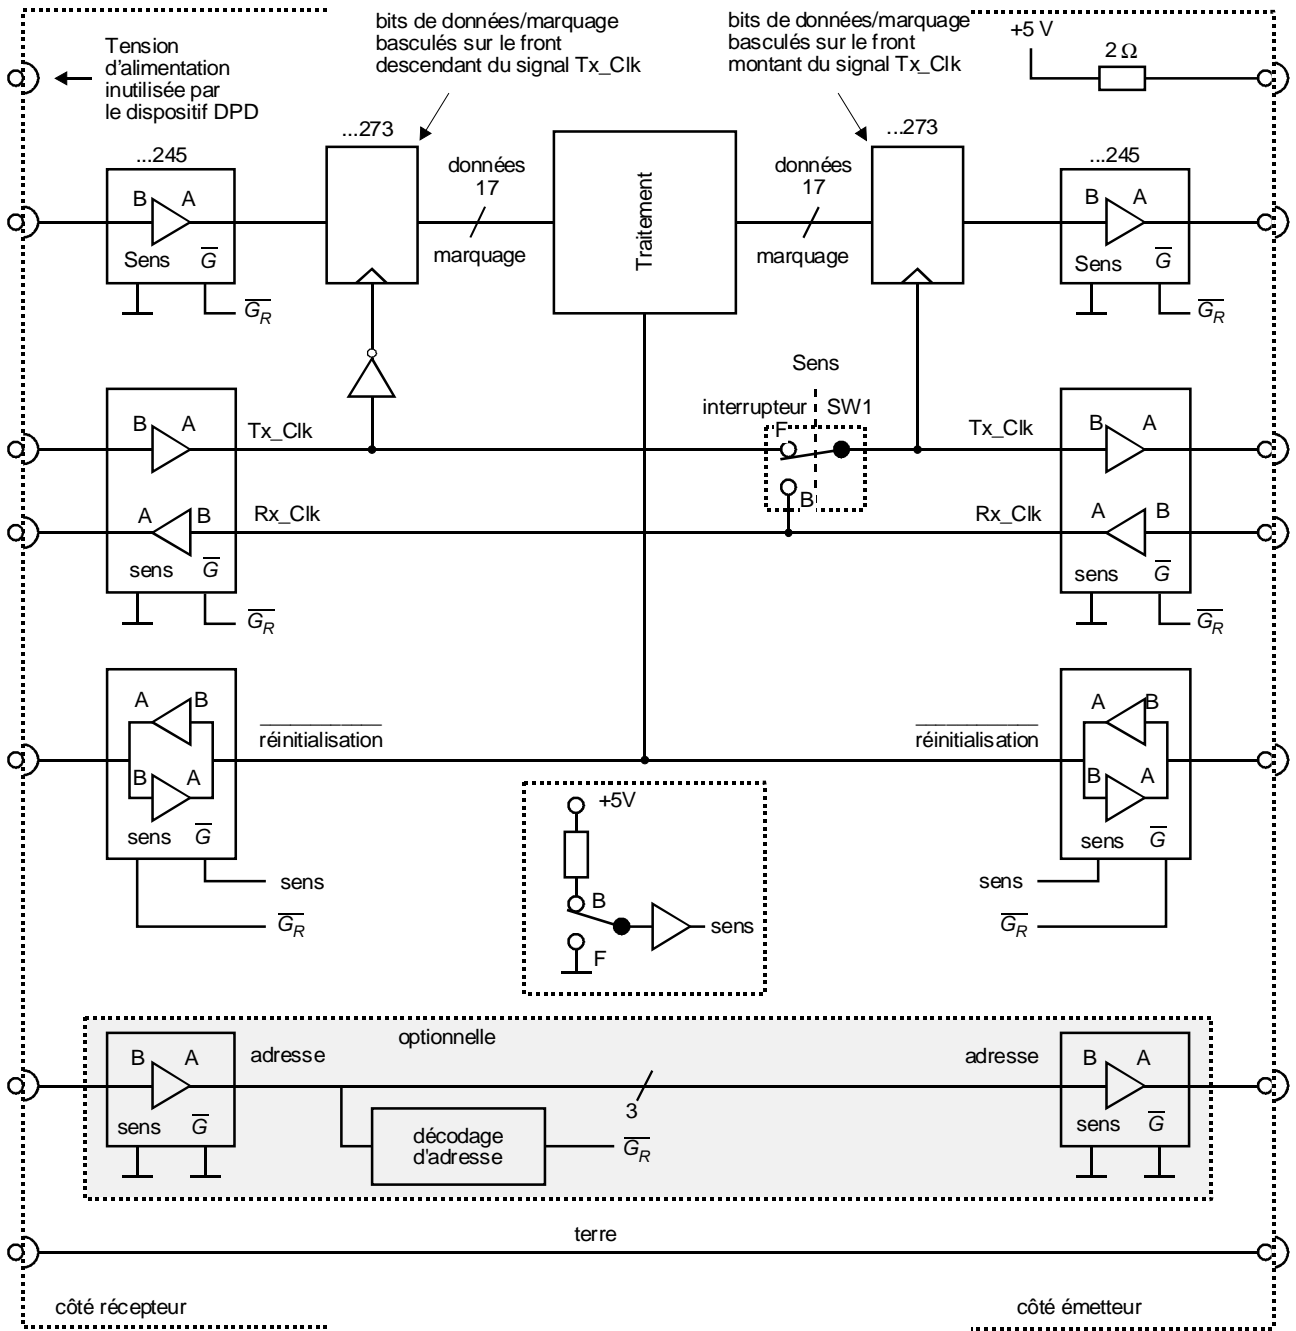 bits de données/marquage
basculés sur le front
descendant du signal Tx_Clk
bits de données/marquage
basculés sur le front
montant du signal Tx_Clk
+5 V
2 Ω
Tension
d'alimentation
inutilisée par
le dispositif DPD
...273
...273
...245
...245
B A
Sens G
G_R
données
17
marquage
Traitement
données
17
marquage
B A
Sens G
G_R
Sens
interrupteur SW1
F
B
B A
Tx_Clk
Tx_Clk
B A
A B
Rx_Clk
Rx_Clk
A B
sens G
G_R
sens G
G_R
A B
réinitialisation
réinitialisation
A B
B A
B A
sens G
sens
G_R
sens G
sens
G_R
+5V
B
sens
F
optionnelle
B A
adresse
adresse
B A
3
sens G
sens G
décodage
d'adresse
G_R
terre
côté récepteur
côté émetteur